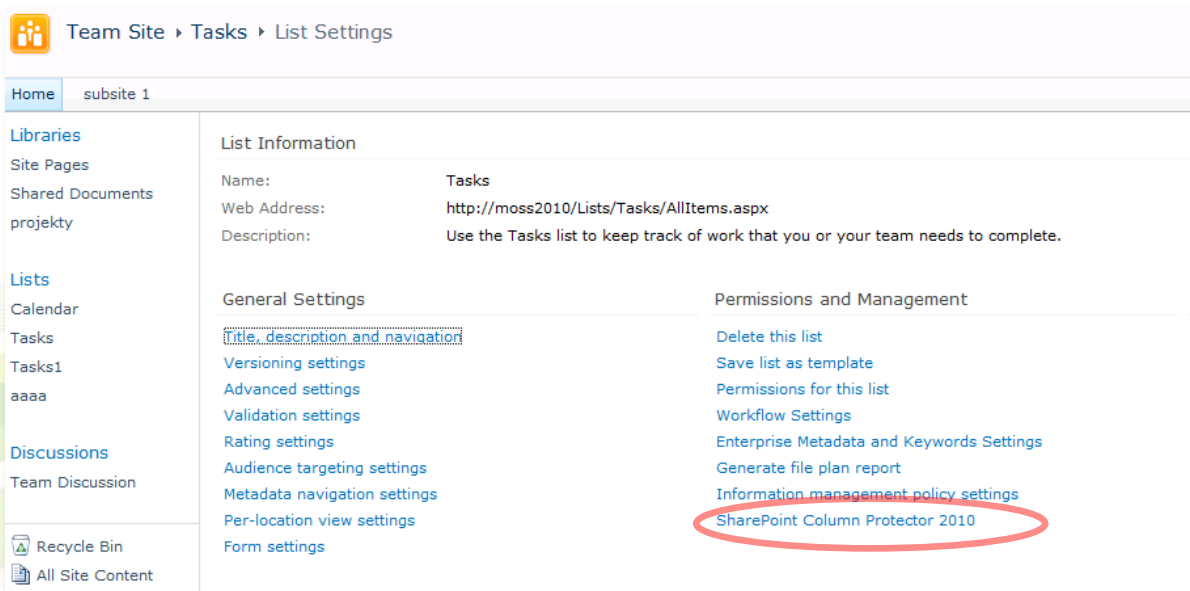 Team Site ▸ Tasks ▸ List Settings
Home subsite 1
Libraries
Site Pages
Shared Documents
projekty
Lists
Calendar
Tasks
Tasks1
aaaa
Discussions
Team Discussion
Recycle Bin
All Site Content
List Information
Name: Tasks
Web Address: http://moss2010/Lists/Tasks/AllItems.aspx
Description: Use the Tasks list to keep track of work that you or your team needs to complete.
General Settings
Title, description and navigation
Versioning settings
Advanced settings
Validation settings
Rating settings
Audience targeting settings
Metadata navigation settings
Per-location view settings
Form settings
Permissions and Management
Delete this list
Save list as template
Permissions for this list
Workflow Settings
Enterprise Metadata and Keywords Settings
Generate file plan report
Information management policy settings
SharePoint Column Protector 2010